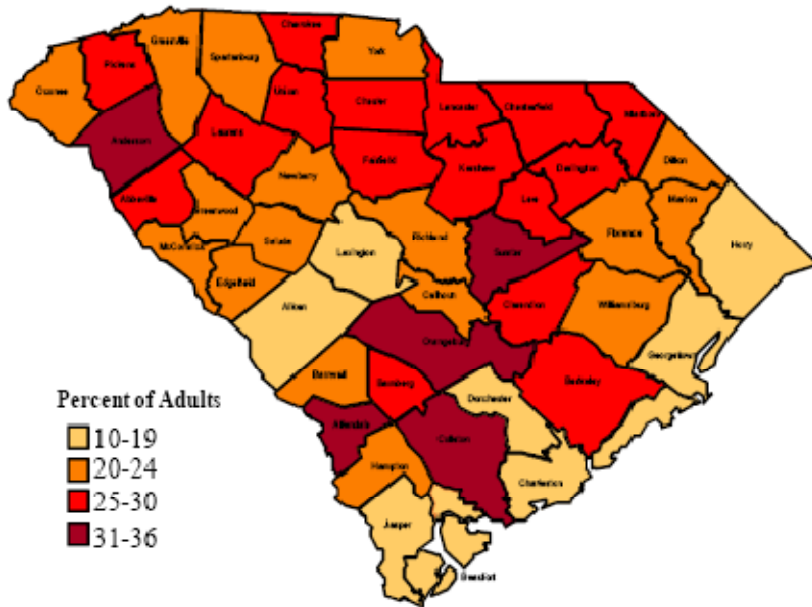 Cherokee
Greenville
Spartanburg
York
Pickens
Oconee
Union
Chester
Lancaster
Chesterfield
Marlboro
Anderson
Laurens
Fairfield
Kershaw
Darlington
Dillon
Newberry
Abbeville
Greenwood
Lee
Marion
Saluda
Richland
Florence
Horry
McCormick
Lexington
Sumter
Edgefield
Calhoun
Clarendon
Williamsburg
Aiken
Orangeburg
Georgetown
Barnwell
Bamberg
Berkeley
Dorchester
Allendale
Colleton
Hampton
Charleston
Jasper
Beaufort
Percent of Adults
10-19
20-24
25-30
31-36